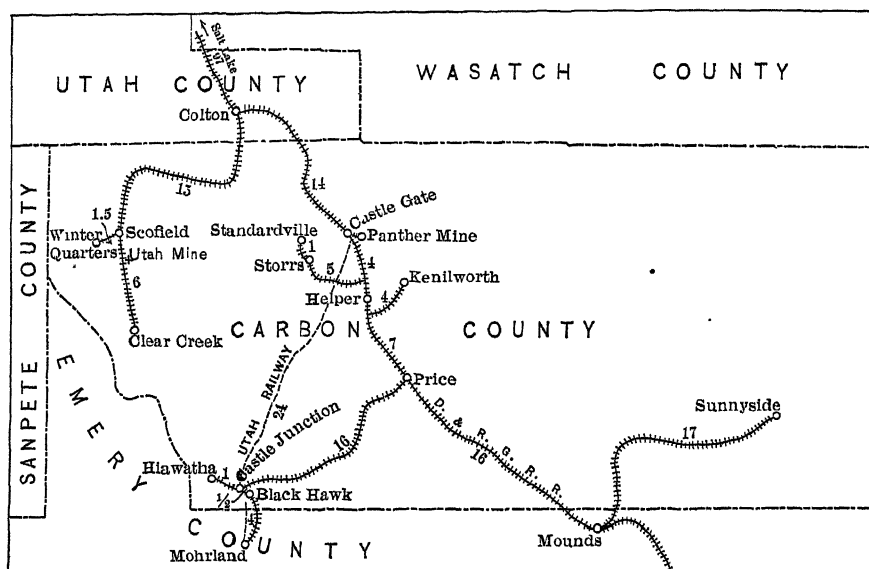 Salt Lake
97
UTAH COUNTY
WASATCH COUNTY
Colton
13
14
1.5
Winter
Quarters
Scofield
Utah Mine
6
Clear Creek
Standardville
1
Storrs
5
Castle Gate
Panther Mine
4
Kenilworth
Helper
4
CARBON COUNTY
7
Price
SANPETE COUNTY
EMERY COUNTY
UTAH RAILWAY
24
Castle Junction
16
D. & R. G. R. R.
16
Sunnyside
17
Hiawatha
1
1/2
Black Hawk
Mohrland
Mounds